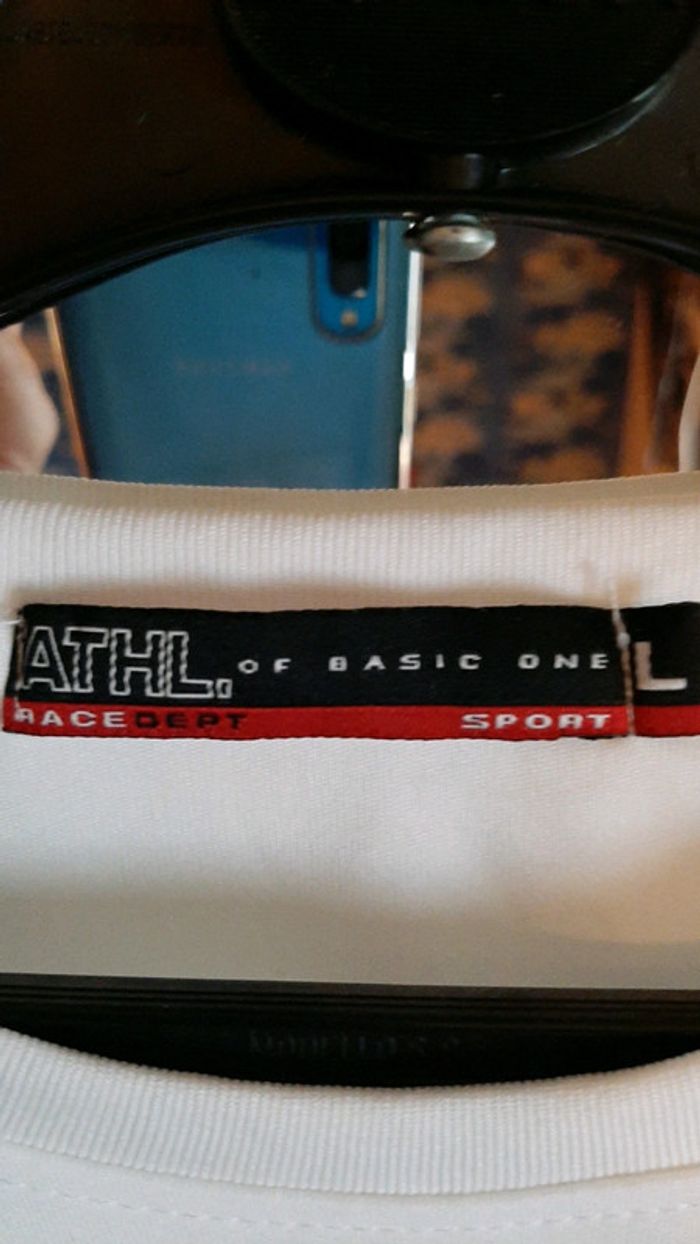 ATHL. OF BASIC ONE L
RACEDEPT SPORT